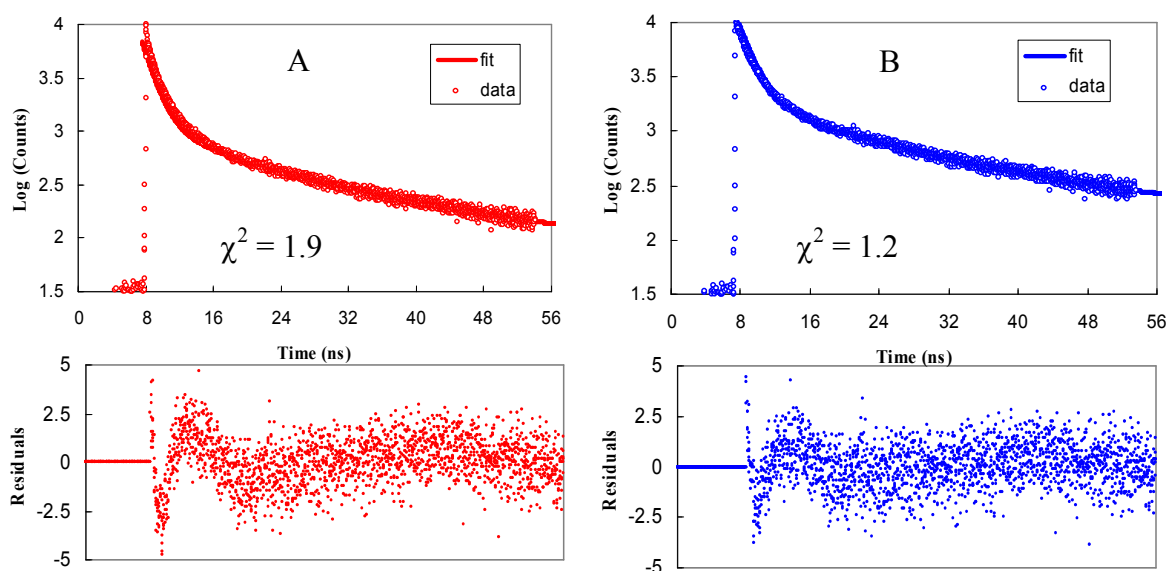 A
fit
data
Log (Counts)
4
3.5
3
2.5
2
1.5
χ² = 1.9
0 8 16 24 32 40 48 56
Time (ns)
Residuals
5
2.5
0
-2.5
-5
B
fit
data
Log (Counts)
4
3.5
3
2.5
2
1.5
χ² = 1.2
0 8 16 24 32 40 48 56
Time (ns)
Residuals
5
2.5
0
-2.5
-5